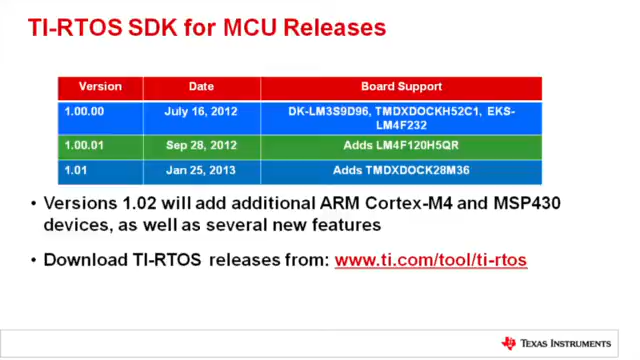 TI-RTOS SDK for MCU Releases
Version Date Board Support
1.00.00 July 16, 2012 DK-LM3S9D96, TMDXDOCKH52C1, EKS-
LM4F232
1.00.01 Sep 28, 2012 Adds LM4F120H5QR
1.01 Jan 25, 2013 Adds TMDXDOCK28M36
• Versions 1.02 will add additional ARM Cortex-M4 and MSP430
devices, as well as several new features
• Download TI-RTOS releases from: www.ti.com/tool/ti-rtos
TEXAS INSTRUMENTS